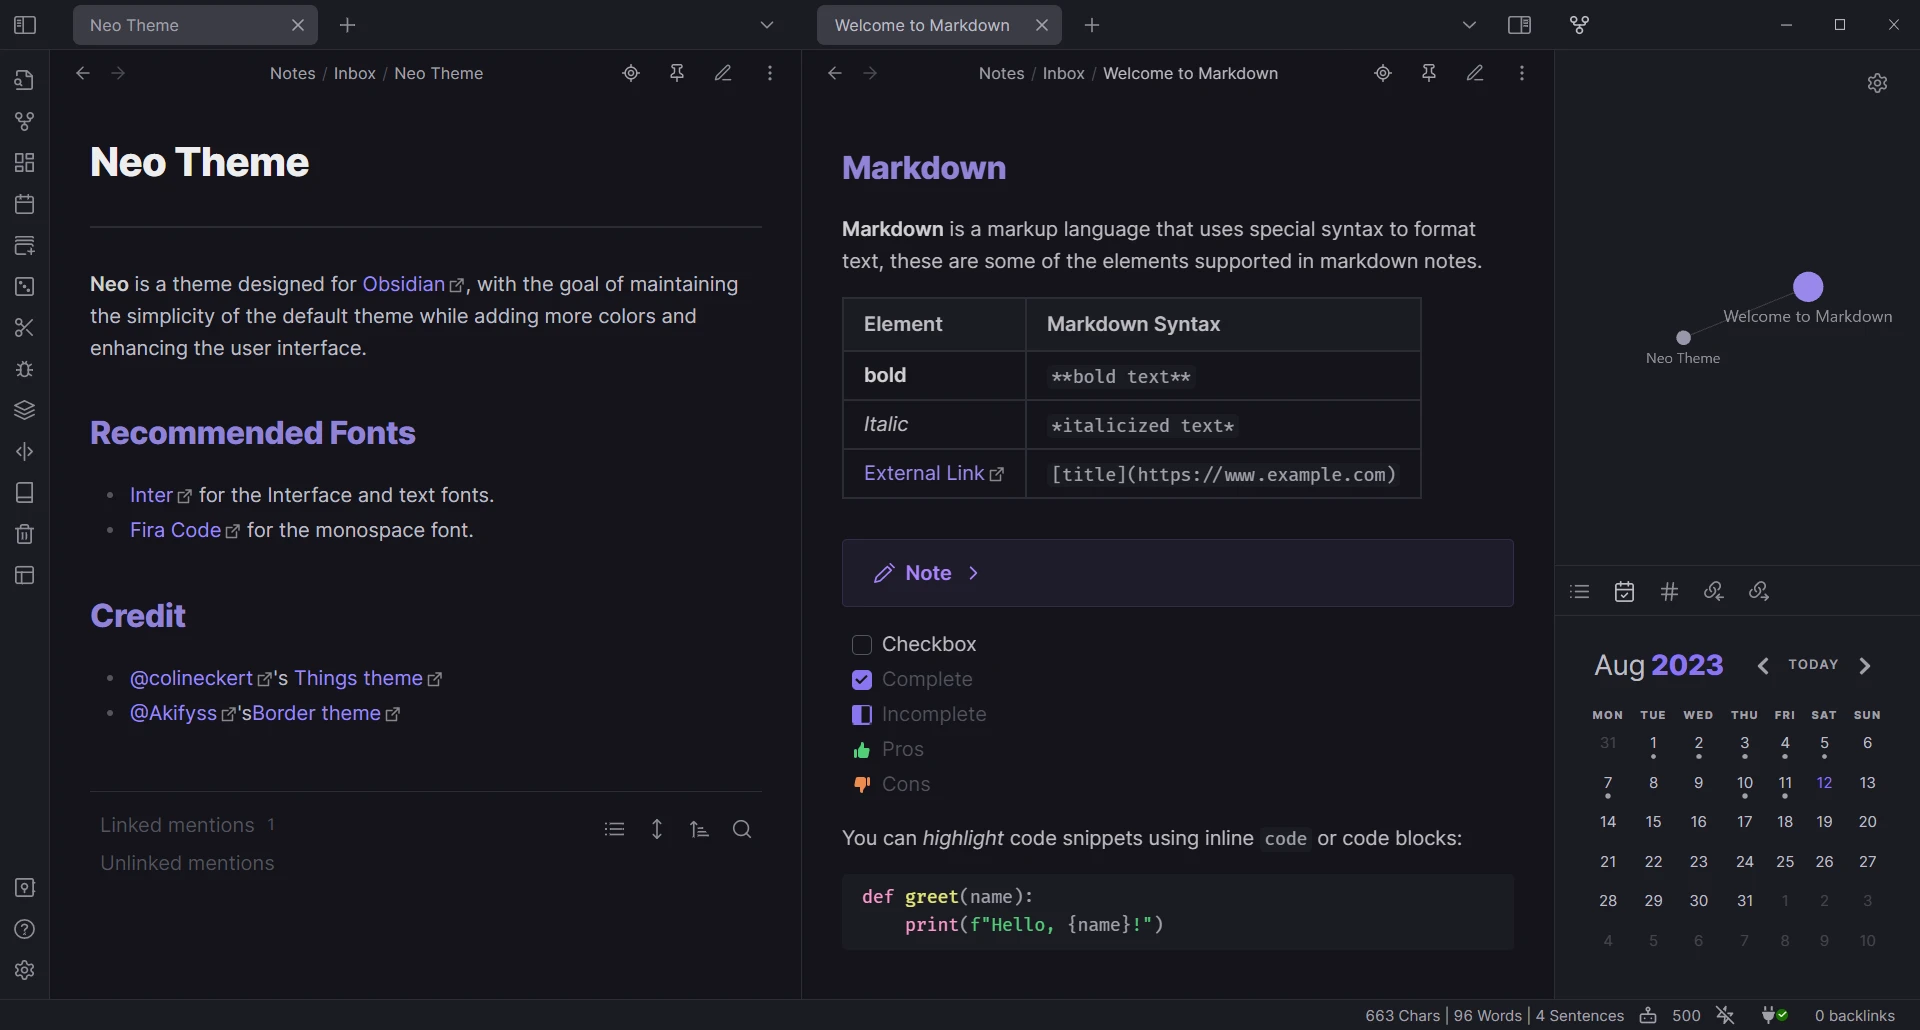 Neo Theme
Welcome to Markdown
Notes / Inbox / Neo Theme
Neo Theme
Neo is a theme designed for Obsidian, with the goal of maintaining
the simplicity of the default theme while adding more colors and
enhancing the user interface.
Recommended Fonts
Inter for the Interface and text fonts.
Fira Code for the monospace font.
Credit
@colineckert's Things theme
@Akifyss'sBorder theme
Linked mentions 1
Unlinked mentions
Notes / Inbox / Welcome to Markdown
Markdown
Markdown is a markup language that uses special syntax to format
text, these are some of the elements supported in markdown notes.
Element Markdown Syntax
bold **bold text**
Italic *italicized text*
External Link [title](https://www.example.com)
Note
Checkbox
Complete
Incomplete
Pros
Cons
You can highlight code snippets using inline code or code blocks:
def greet(name):
    print(f"Hello, {name}!")
Welcome to Markdown
Neo Theme
Aug 2023 TODAY
MON TUE WED THU FRI SAT SUN
31 1 2 3 4 5 6
7 8 9 10 11 12 13
14 15 16 17 18 19 20
21 22 23 24 25 26 27
28 29 30 31 1 2 3
4 5 6 7 8 9 10
663 Chars | 96 Words | 4 Sentences 500 0 backlinks